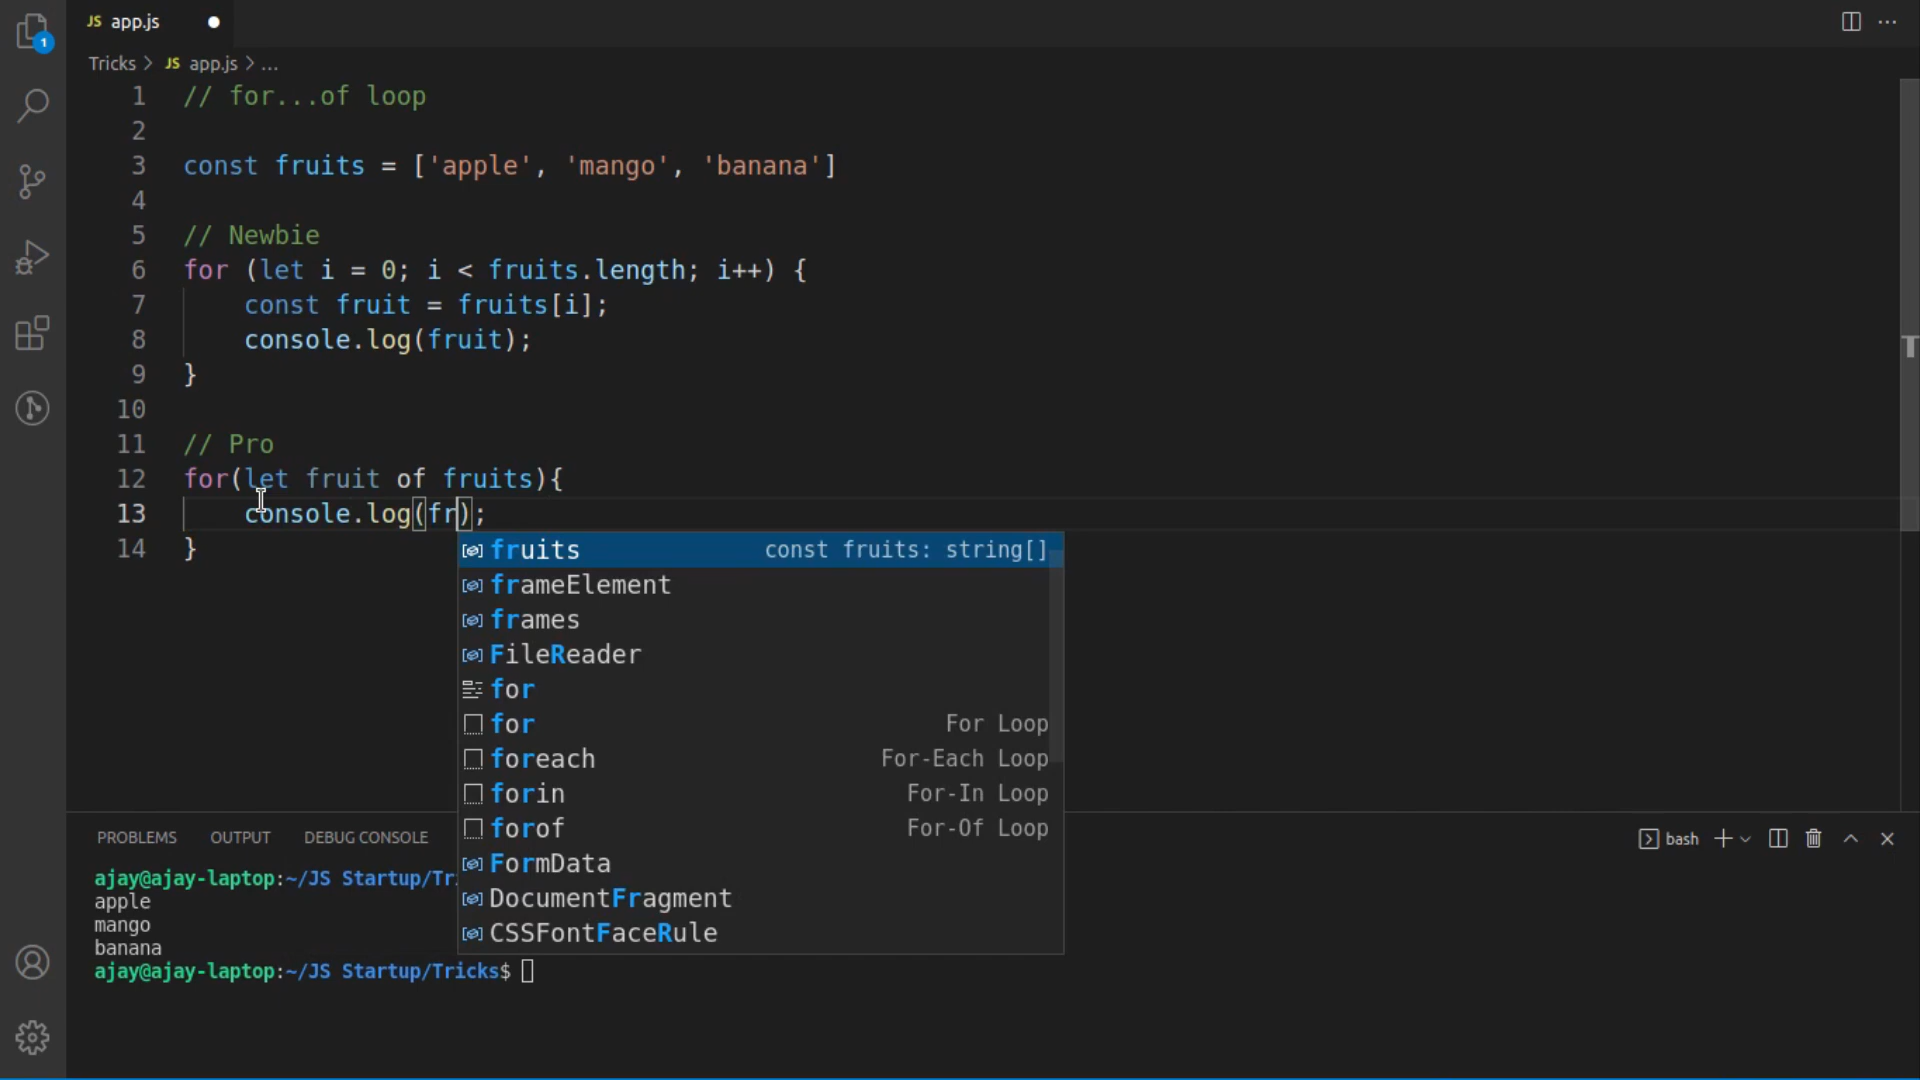 1
JS app.js
Tricks > JS app.js > ...
1 // for...of loop
2
3 const fruits = ['apple', 'mango', 'banana']
4
5 // Newbie
6 for (let i = 0; i < fruits.length; i++) {
7 const fruit = fruits[i];
8 console.log(fruit);
9 }
10
11 // Pro
12 for(let fruit of fruits){
13 console.log(fr);
14 }
fruits const fruits: string[]
frameElement
frames
FileReader
for
for For Loop
foreach For-Each Loop
forin For-In Loop
forof For-Of Loop
FormData
DocumentFragment
CSSFontFaceRule
PROBLEMS OUTPUT DEBUG CONSOLE bash
ajay@ajay-laptop:~/JS Startup/Tr
apple
mango
banana
ajay@ajay-laptop:~/JS Startup/Tricks$